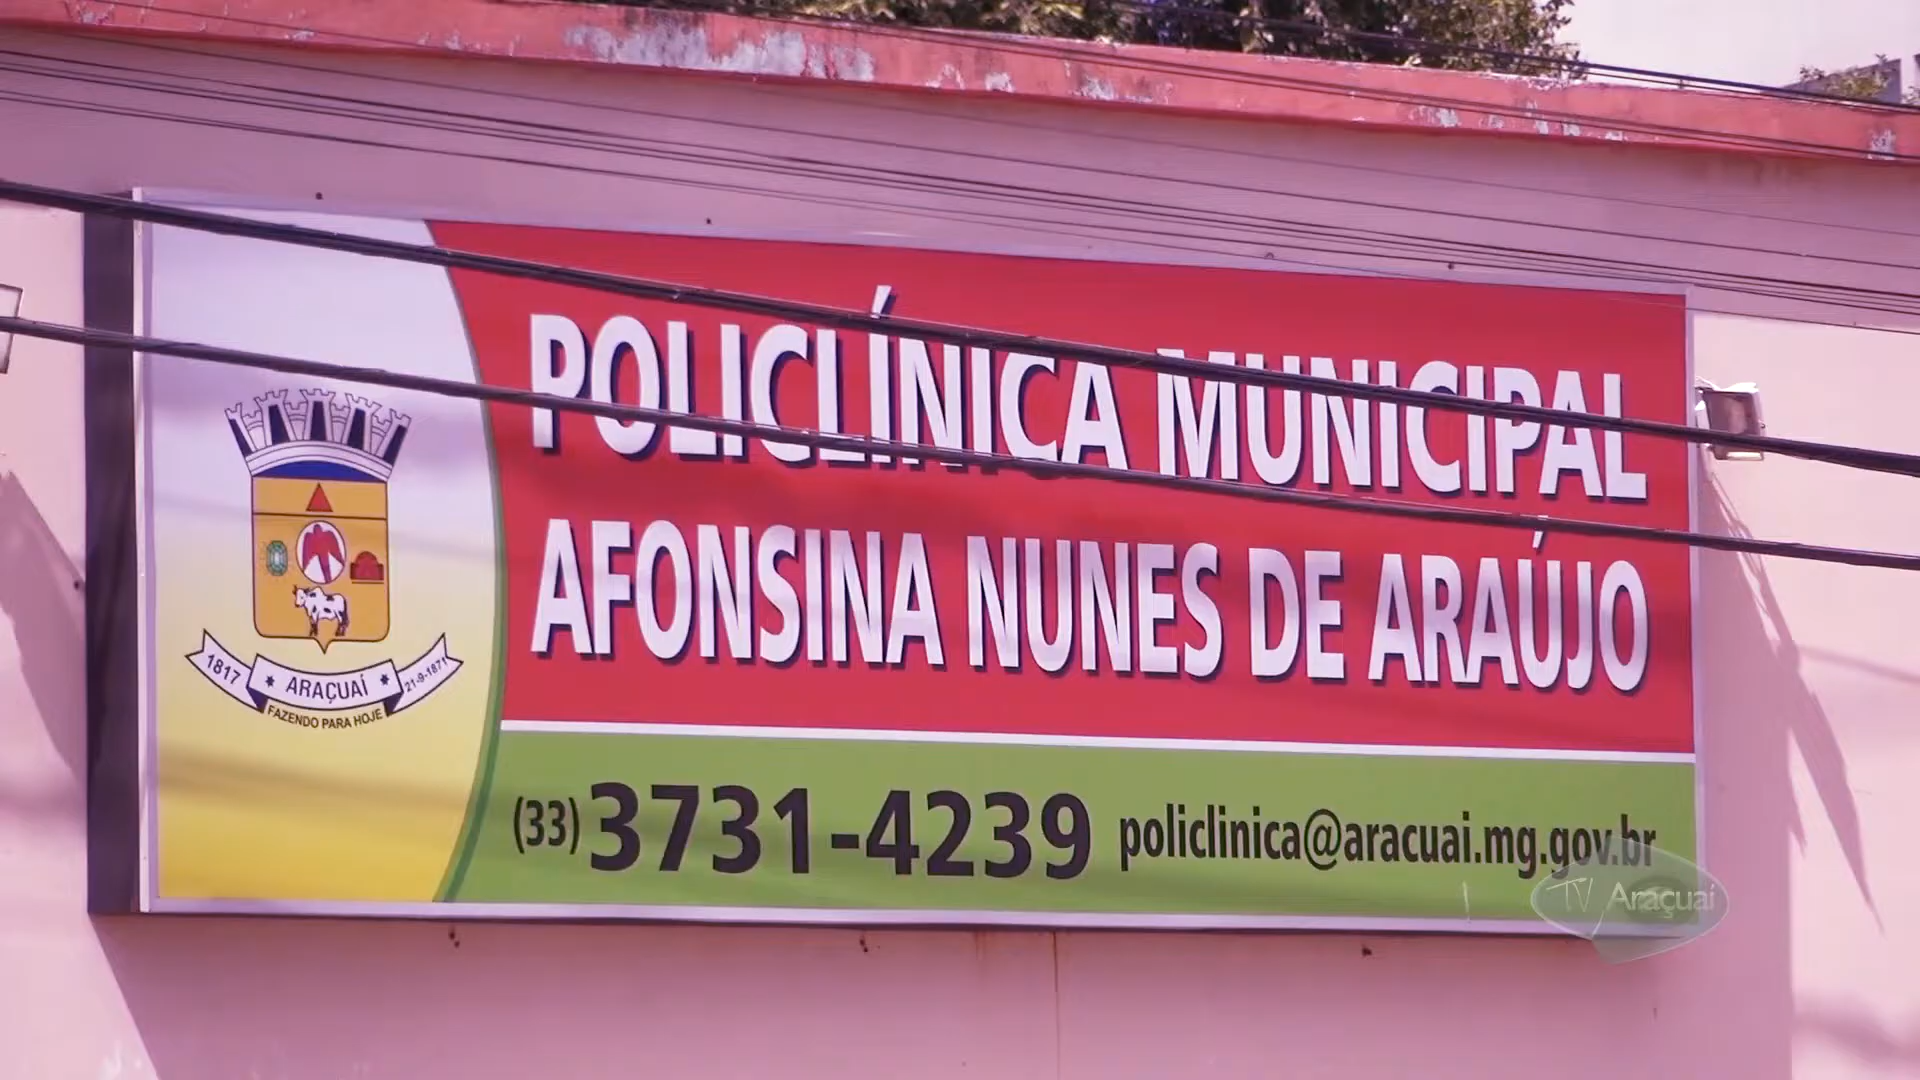 POLICLÍNICA MUNICIPAL
AFONSINA NUNES DE ARAÚJO
(33) 3731-4239 policlinica@aracuai.mg.gov.br
1817 ARAÇUAÍ 21-9-1871
FAZENDO PARA HOJE
TV Araçuaí